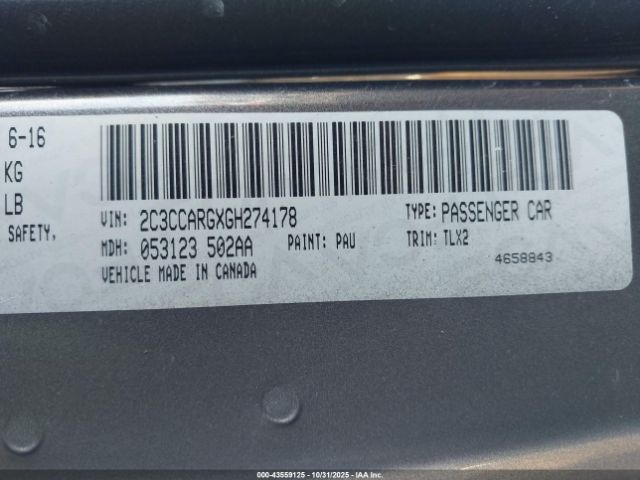 6-16
KG
LB
SAFETY.
VIN: 2C3CCARGXGH274178
TYPE: PASSENGER CAR
MDH: 053123 502AA
PAINT: PAU
TRIM: TLX2
VEHICLE MADE IN CANADA
4658843
000-43559125 - 10/31/2025 - © IAA, Inc.